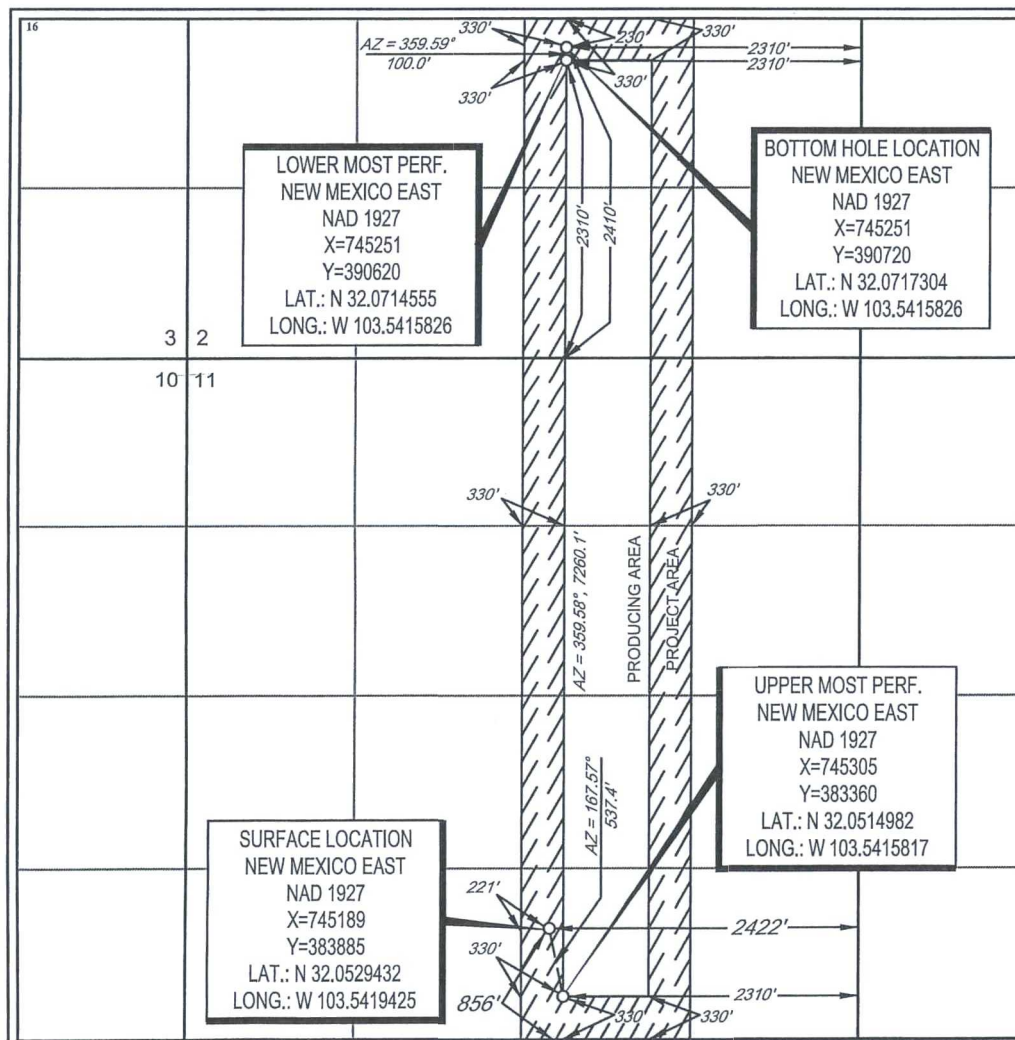 16
330'
230'
330'
AZ = 359.59°
100.0'
2310'
2310'
330'
330'
LOWER MOST PERF.
NEW MEXICO EAST
NAD 1927
X=745251
Y=390620
LAT.: N 32.0714555
LONG.: W 103.5415826
BOTTOM HOLE LOCATION
NEW MEXICO EAST
NAD 1927
X=745251
Y=390720
LAT.: N 32.0717304
LONG.: W 103.5415826
2310'
2410'
3 2
10 11
330'
330'
AZ = 359.58°, 7260.1'
PRODUCING AREA
PROJECT AREA
AZ = 167.57°
537.4'
UPPER MOST PERF.
NEW MEXICO EAST
NAD 1927
X=745305
Y=383360
LAT.: N 32.0514982
LONG.: W 103.5415817
SURFACE LOCATION
NEW MEXICO EAST
NAD 1927
X=745189
Y=383885
LAT.: N 32.0529432
LONG.: W 103.5419425
221'
2422'
330'
856'
2310'
330'
330'